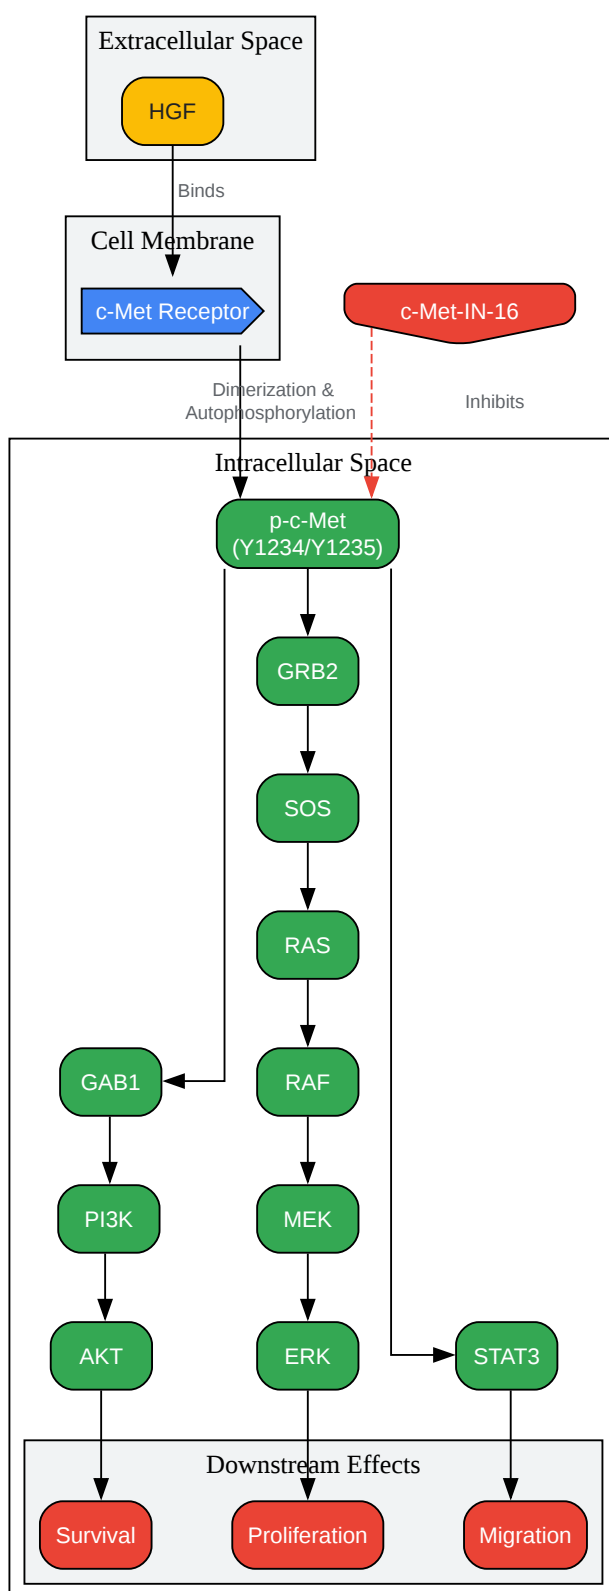 Extracellular Space
HGF
Binds
Cell Membrane
c-Met Receptor
c-Met-IN-16
Dimerization &
Autophosphorylation
Inhibits
Intracellular Space
p-c-Met
(Y1234/Y1235)
GRB2
SOS
RAS
GAB1
RAF
PI3K
MEK
AKT
ERK
STAT3
Downstream Effects
Survival
Proliferation
Migration